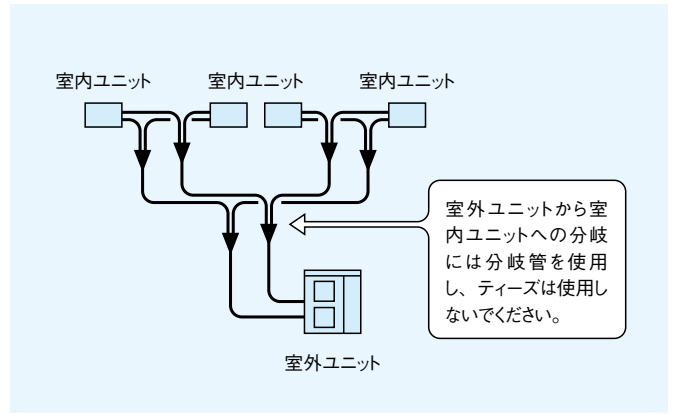 室内ユニット 室内ユニット 室内ユニット
室外ユニットから室
内ユニットへの分岐
には分岐管を使用
し、ティーズは使用し
ないでください。
室外ユニット